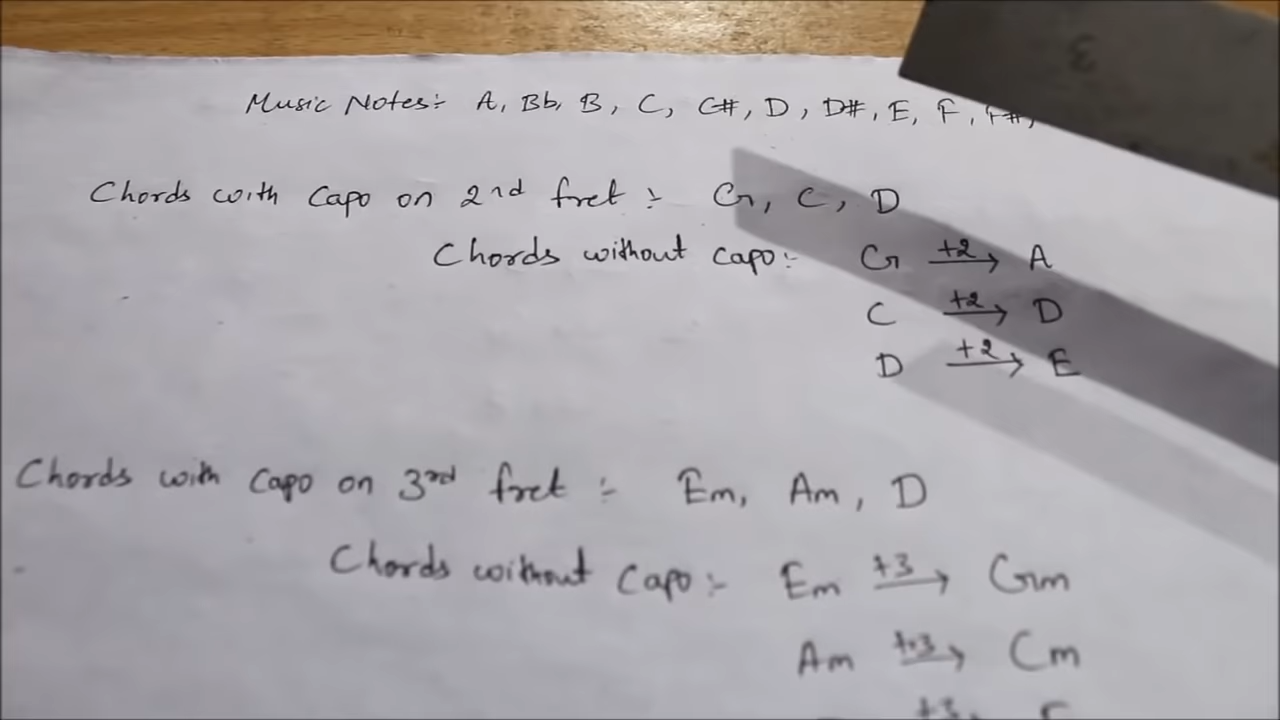 Music Notes:- A, Bb, B, C, C#, D, D#, E, F, F#,
Chords with Capo on 2nd fret :- G, C, D
Chords without capo:- G +2→ A
C +2→ D
D +2→ E
Chords with Capo on 3rd fret :- Em, Am, D
Chords without Capo:- Em +3→ Gm
Am +3→ Cm
+3